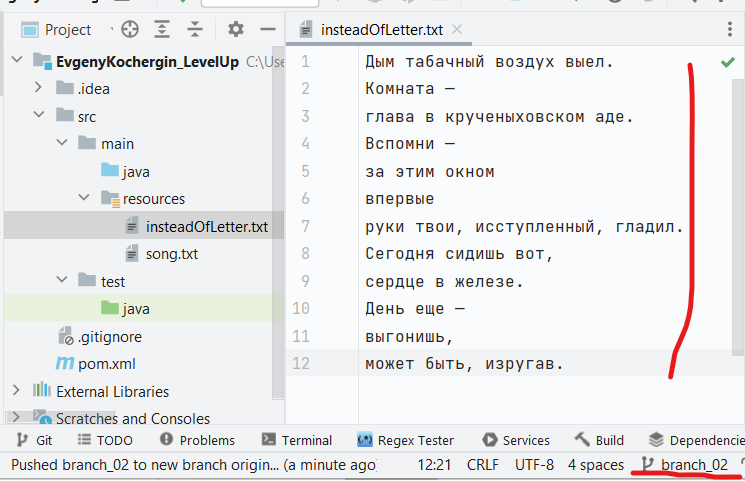 Project
insteadOfLetter.txt
EvgenyKochergin_LevelUp C:\Use
.idea
src
main
java
resources
insteadOfLetter.txt
song.txt
test
java
.gitignore
pom.xml
External Libraries
Scratches and Consoles
1 Дым табачный воздух выел.
2 Комната —
3 глава в крученыховском аде.
4 Вспомни —
5 за этим окном
6 впервые
7 руки твои, исступленный, гладил.
8 Сегодня сидишь вот,
9 сердце в железе.
10 День еще —
11 выгонишь,
12 может быть, изругав.
Git TODO Problems Terminal Regex Tester Services Build Dependencie
Pushed branch_02 to new branch origin... (a minute ago) 12:21 CRLF UTF-8 4 spaces branch_02